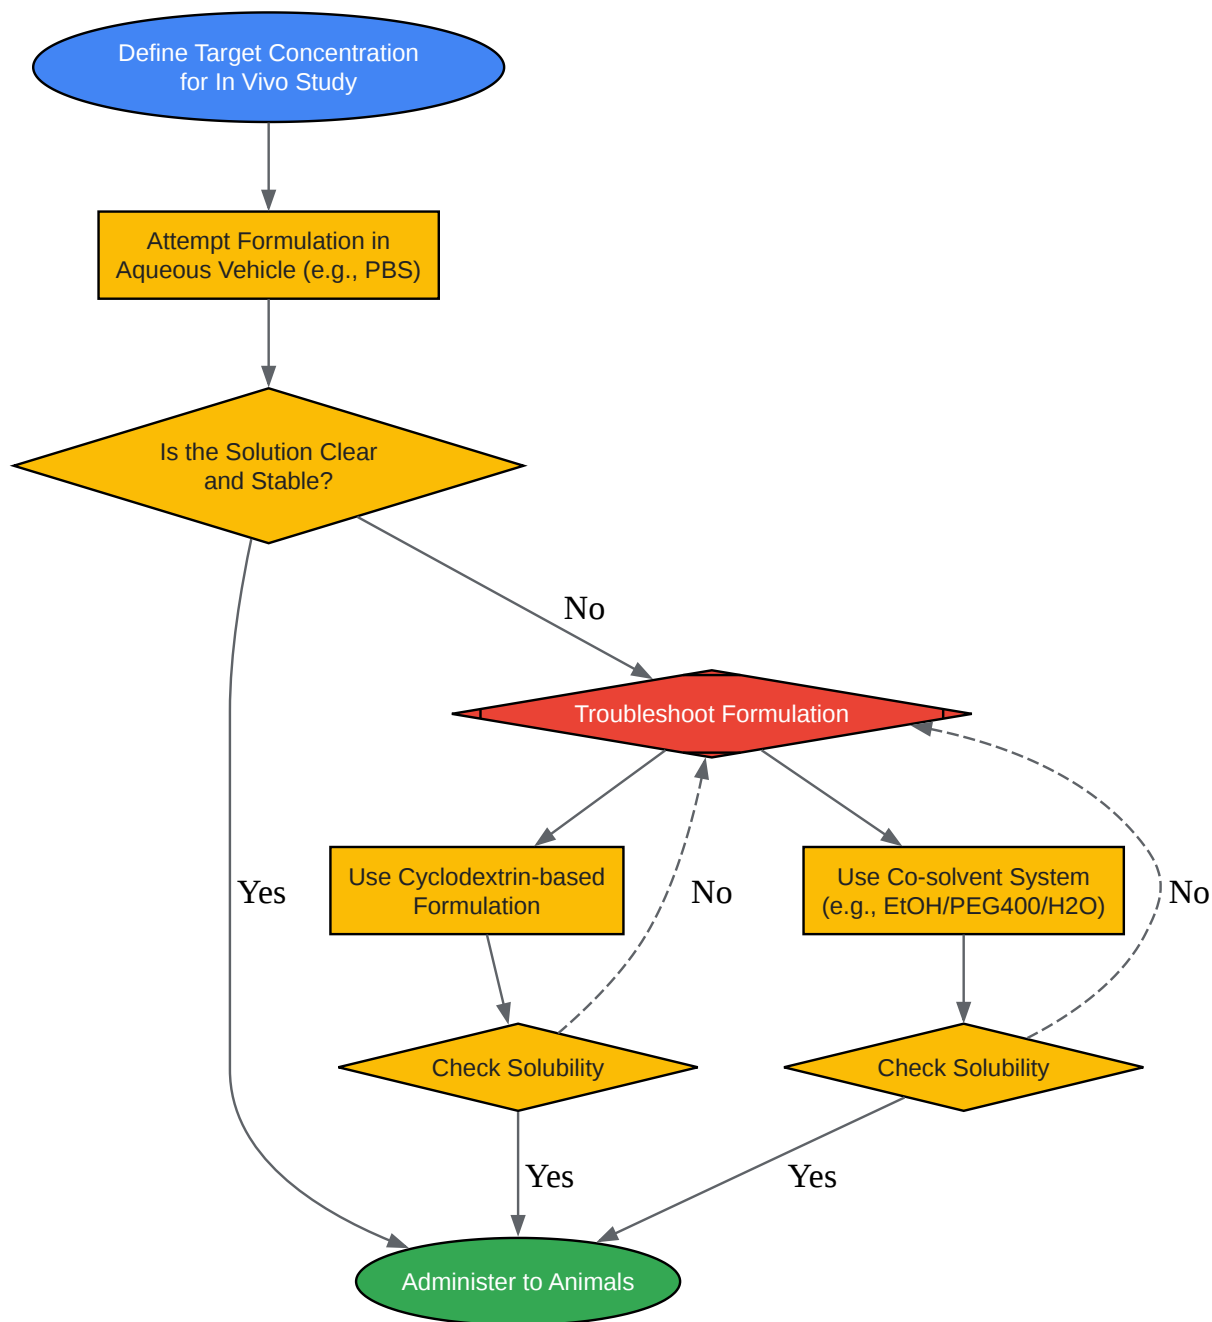 Define Target Concentration
for In Vivo Study
Attempt Formulation in
Aqueous Vehicle (e.g., PBS)
Is the Solution Clear
and Stable?
No
Troubleshoot Formulation
Yes
Use Cyclodextrin-based
Formulation
No
Use Co-solvent System
(e.g., EtOH/PEG400/H2O)
No
Check Solubility
Check Solubility
Yes
Yes
Administer to Animals